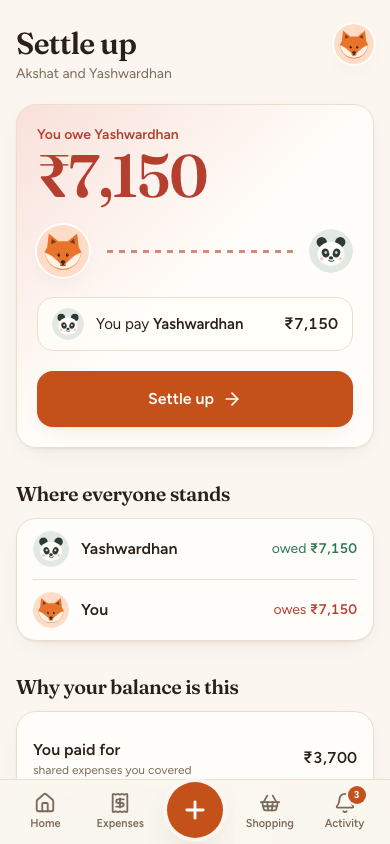 Settle up
Akshat and Yashwardhan
You owe Yashwardhan
₹7,150
You pay Yashwardhan ₹7,150
Settle up →
Where everyone stands
Yashwardhan owed ₹7,150
You owes ₹7,150
Why your balance is this
You paid for
shared expenses you covered
₹3,700
3
Home Expenses Shopping Activity